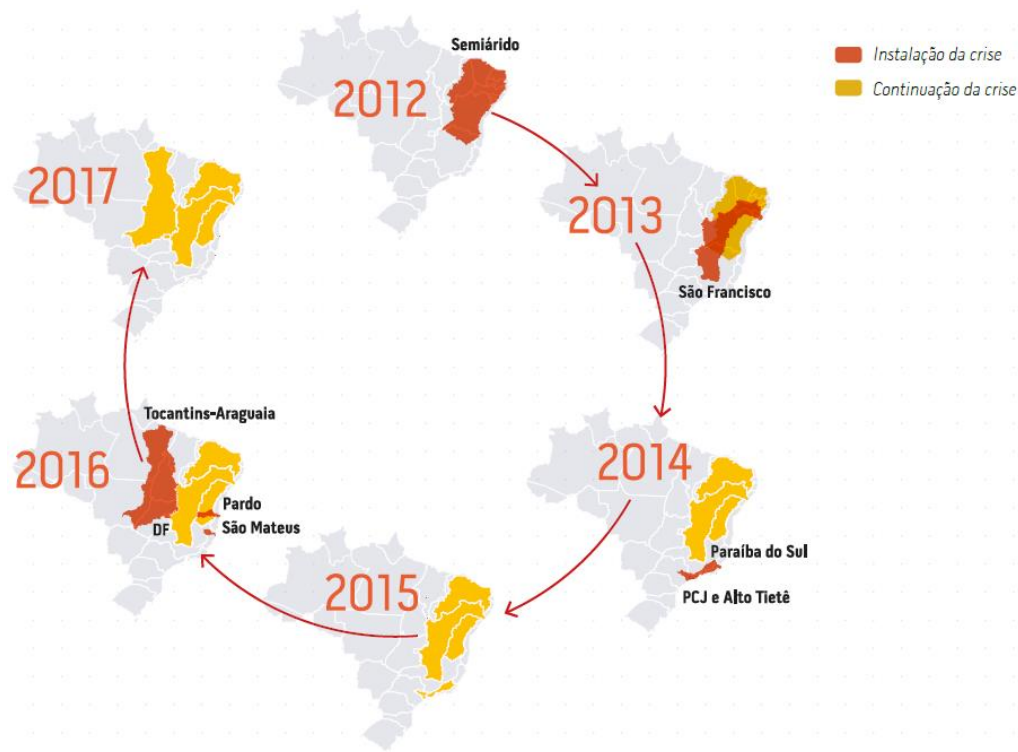 Semiárido
2012
Instalação da crise
Continuação da crise
2013
São Francisco
2014
Paraíba do Sul
PCJ e Alto Tietê
2015
Tocantins-Araguaia
2016
DF
Pardo
São Mateus
2017